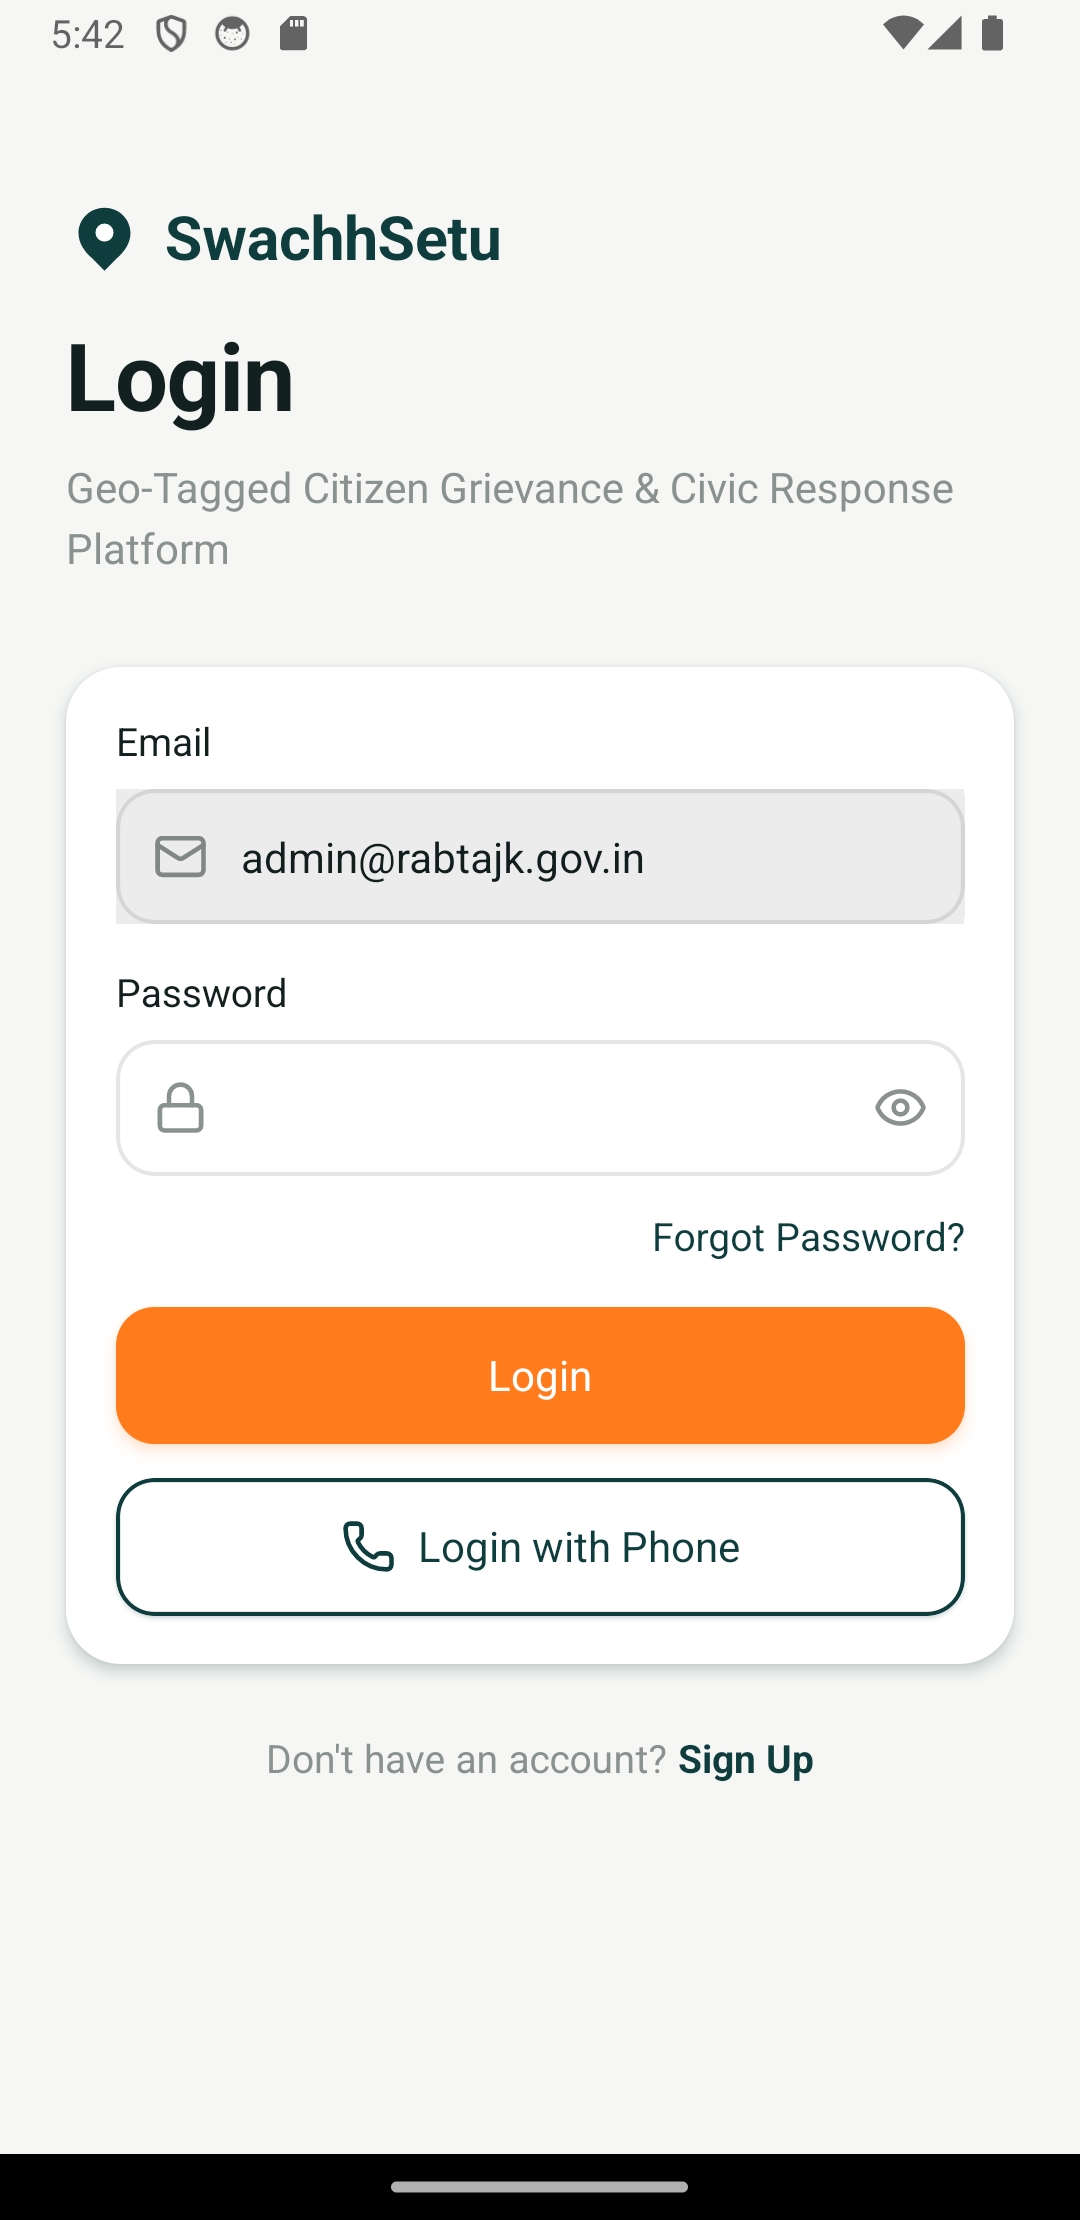 5:42
SwachhSetu
Login
Geo-Tagged Citizen Grievance & Civic Response
Platform
Email
admin@rabtajk.gov.in
Password
Forgot Password?
Login
Login with Phone
Don't have an account? Sign Up